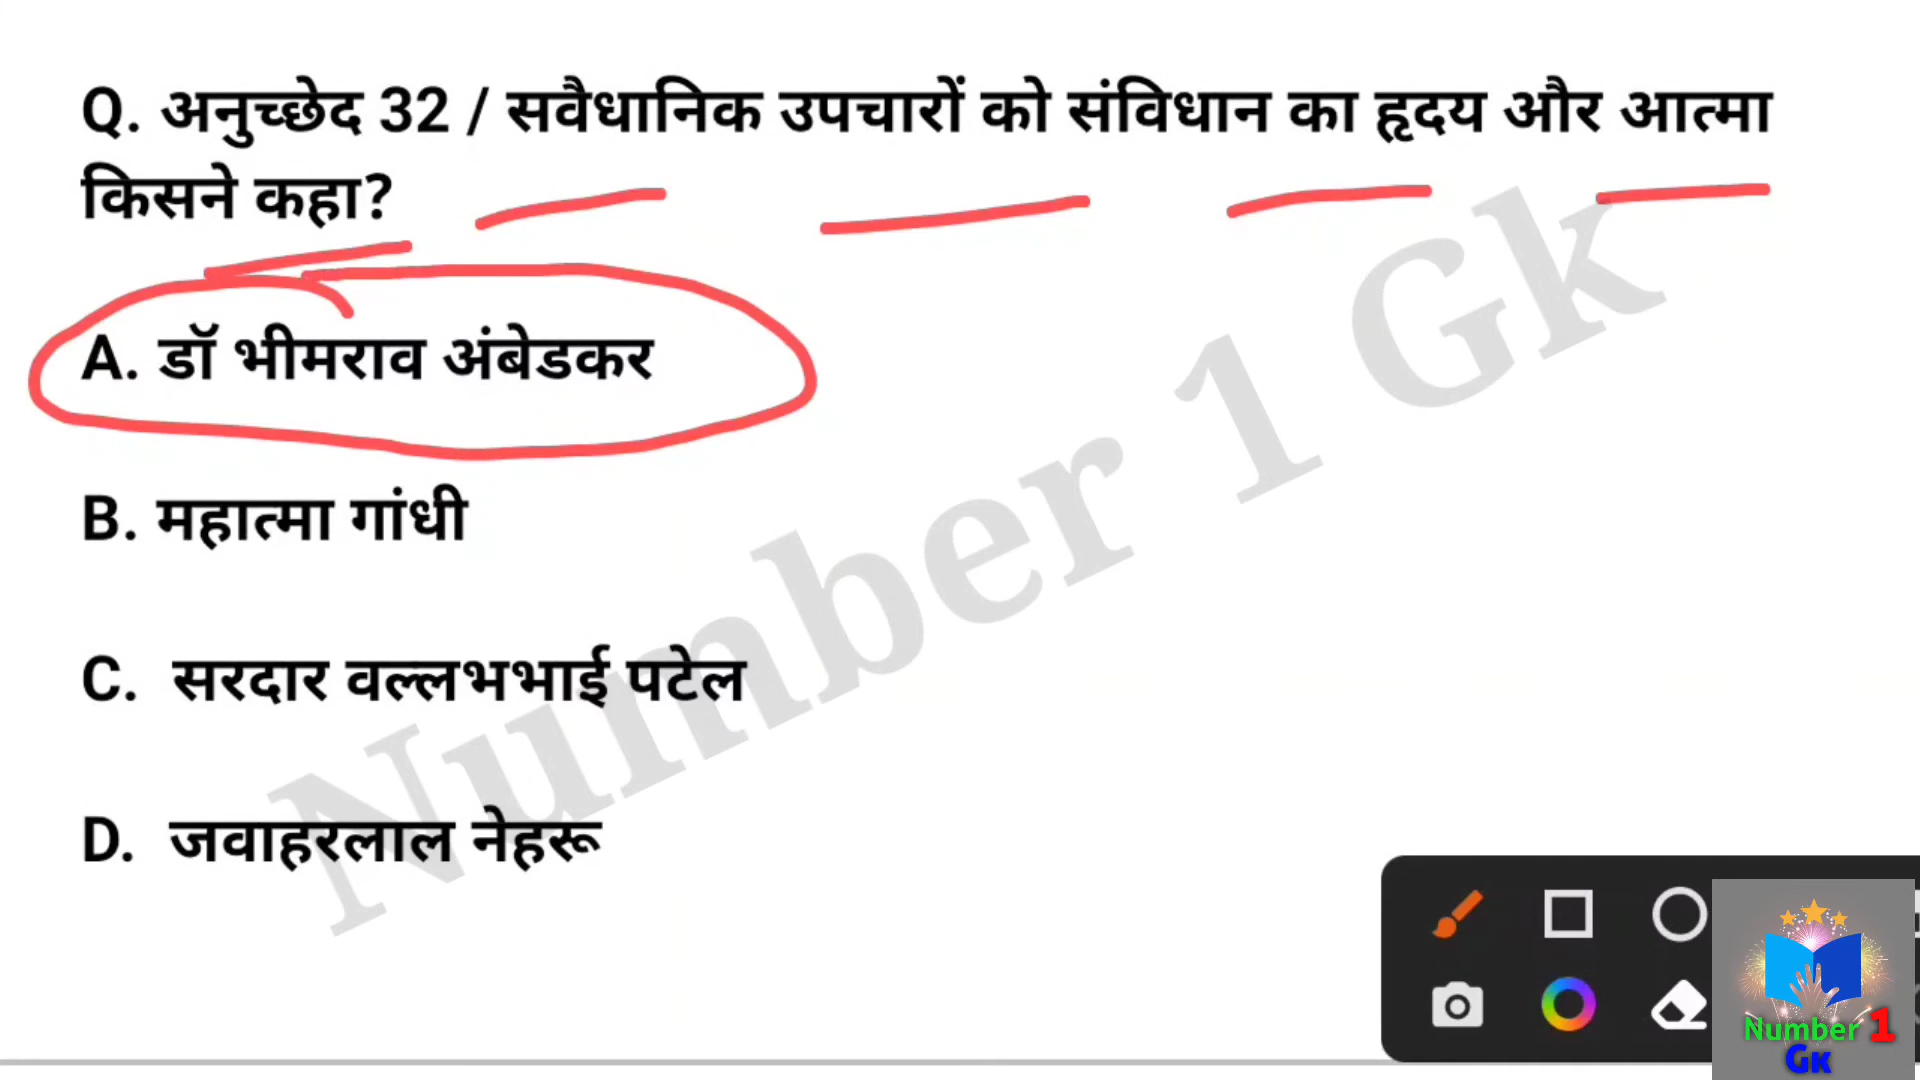 Q. अनुच्छेद 32 / सवैधानिक उपचारों को संविधान का हृदय और आत्मा
किसने कहा?
A. डॉ भीमराव अंबेडकर
B. महात्मा गांधी
C. सरदार वल्लभभाई पटेल
D. जवाहरलाल नेहरू
Number 1 Gk
Number 1
GK